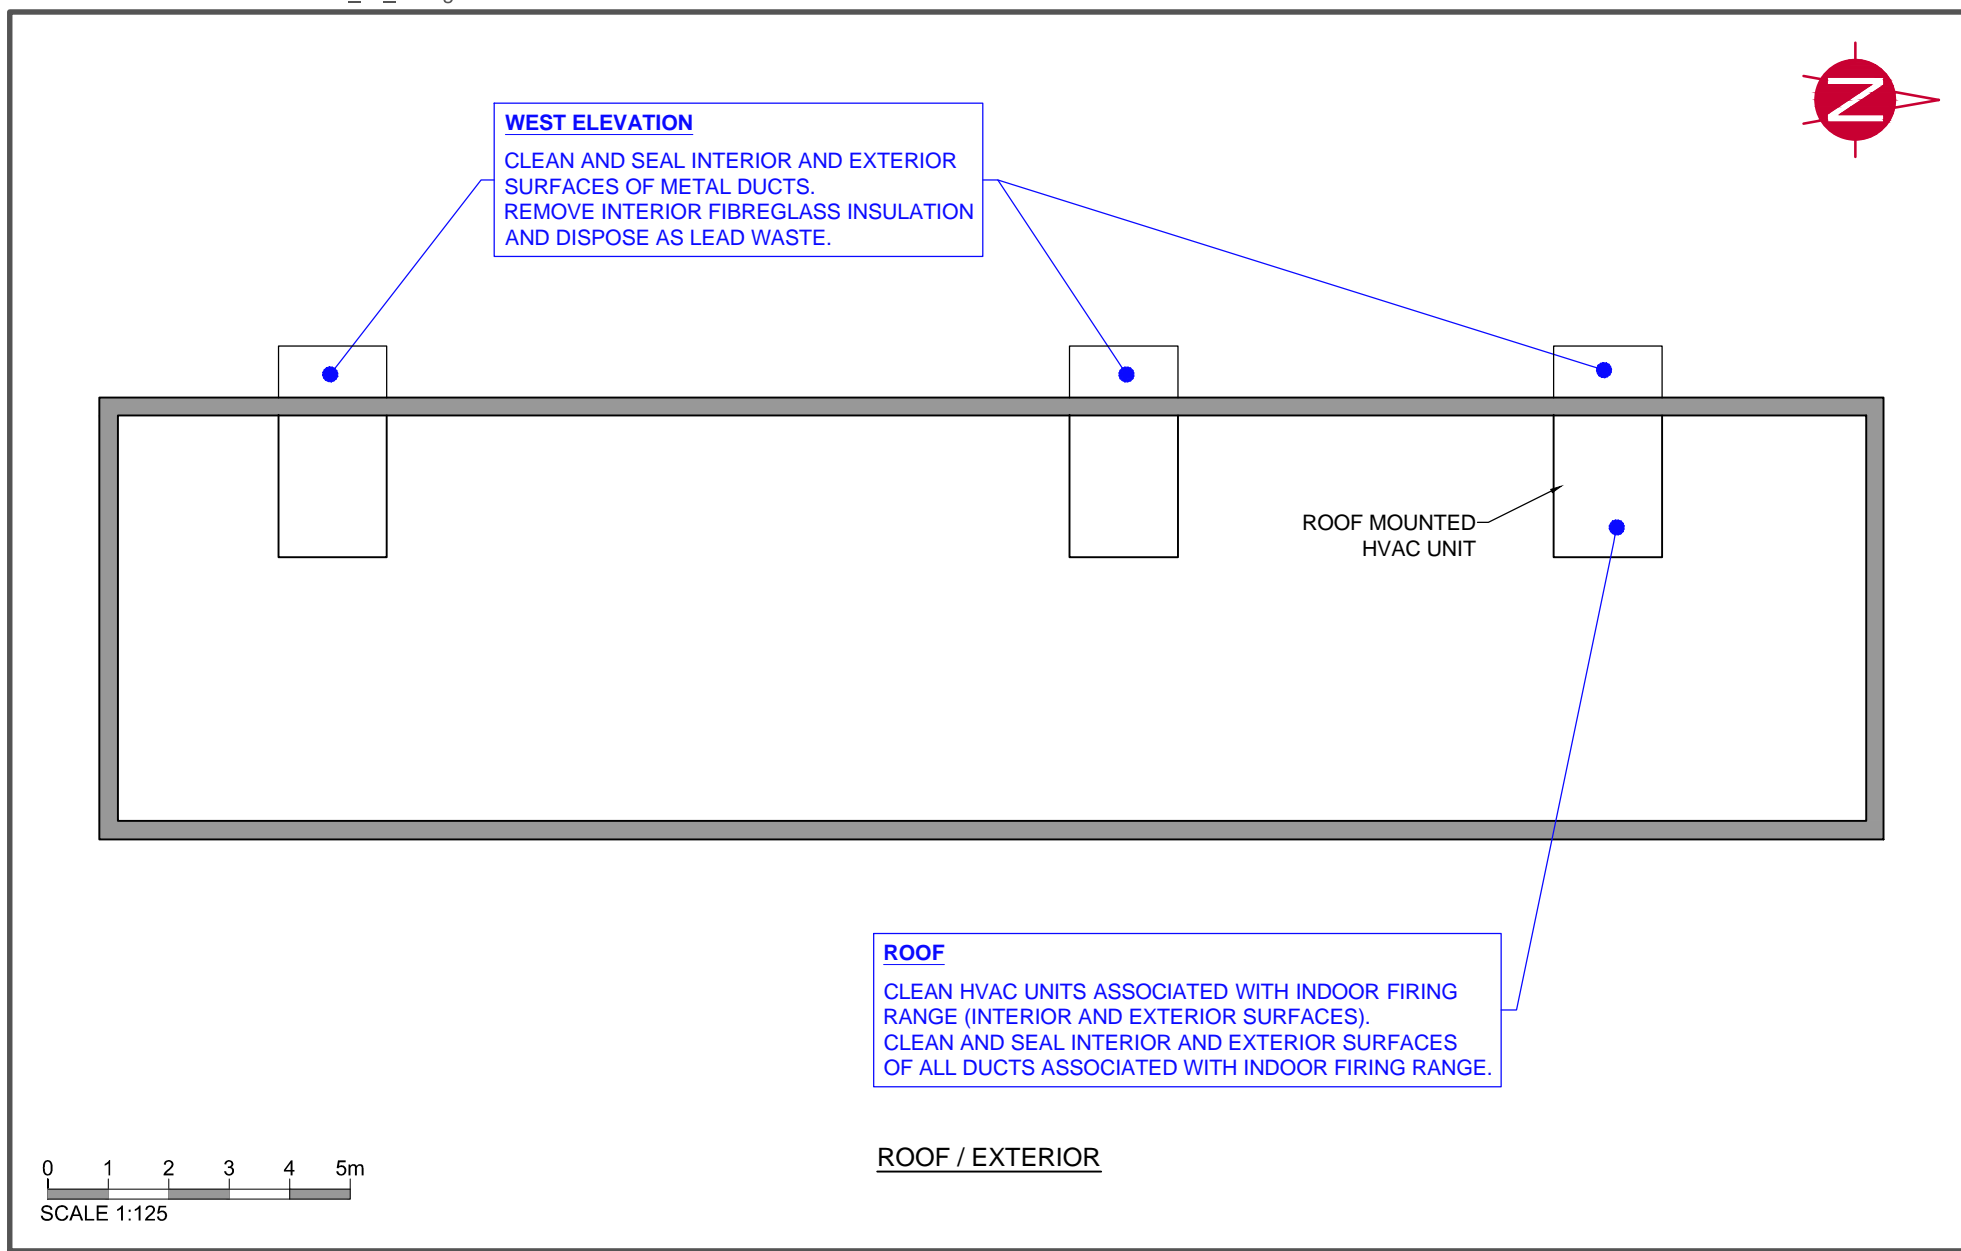 N
WEST ELEVATION
CLEAN AND SEAL INTERIOR AND EXTERIOR
SURFACES OF METAL DUCTS.
REMOVE INTERIOR FIBREGLASS INSULATION
AND DISPOSE AS LEAD WASTE.
ROOF MOUNTED
HVAC UNIT
ROOF
CLEAN HVAC UNITS ASSOCIATED WITH INDOOR FIRING
RANGE (INTERIOR AND EXTERIOR SURFACES).
CLEAN AND SEAL INTERIOR AND EXTERIOR SURFACES
OF ALL DUCTS ASSOCIATED WITH INDOOR FIRING RANGE.
ROOF / EXTERIOR
0 1 2 3 4 5m
SCALE 1:125